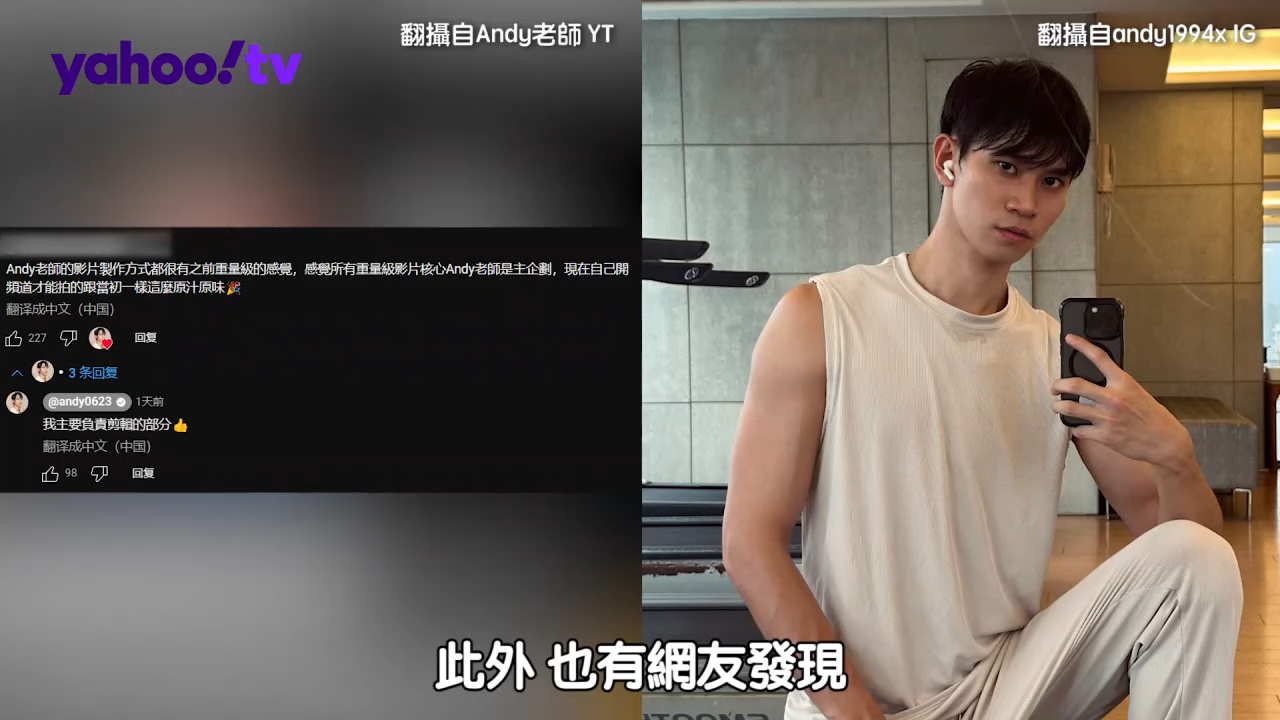 翻攝自Andy老師 YT
翻攝自andy1994x IG
yahoo!tv
Andy老師的影片製作方式都很有之前重量級的感覺，感覺所有重量級影片核心Andy老師是主企劃，現在自己開
頻道才能拍的跟當初一樣這麼原汁原味🎉
翻译成中文（中国）
227
回复
• 3 条回复
@andy0623
1天前
我主要負責剪輯的部分👍
翻译成中文（中国）
98
回复
此外 也有網友發現